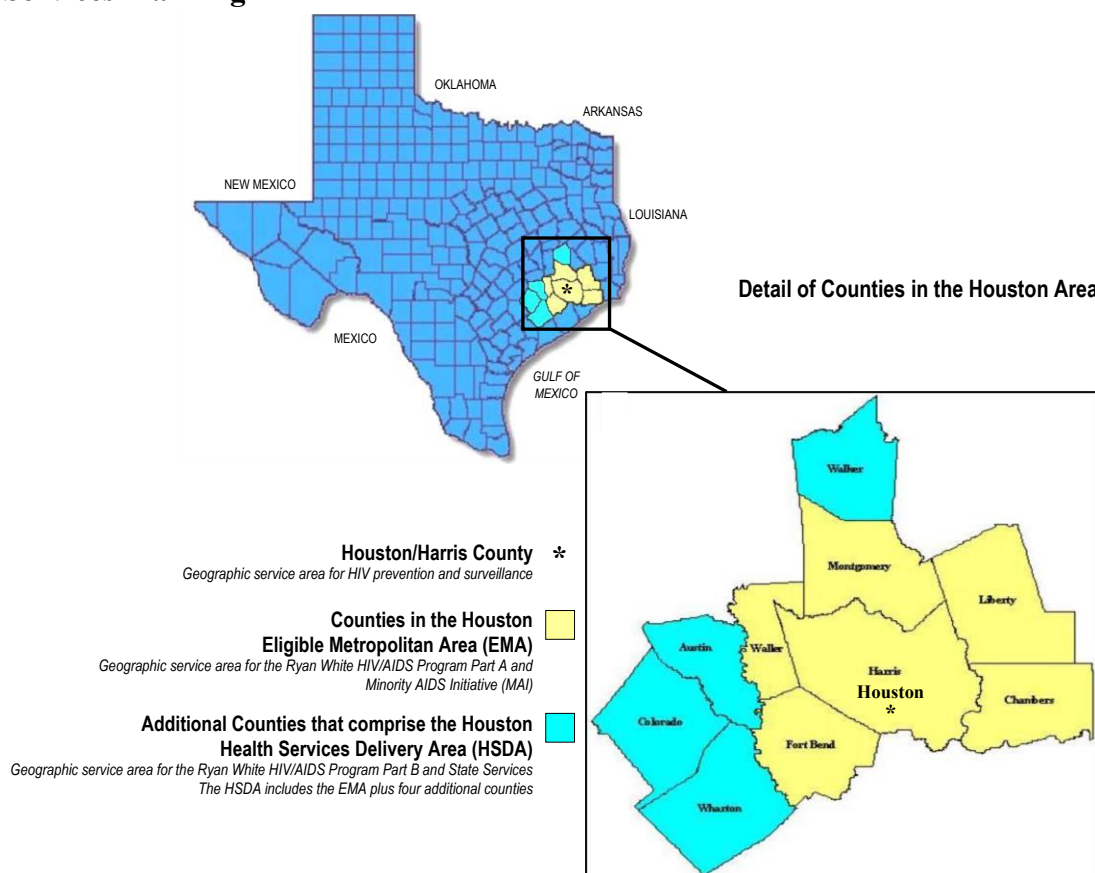 OKLAHOMA
ARKANSAS
NEW MEXICO
LOUISIANA
*
Detail of Counties in the Houston Area
MEXICO
GULF OF
MEXICO
Walker
Houston/Harris County *
Geographic service area for HIV prevention and surveillance
Montgomery
Liberty
Counties in the Houston
Eligible Metropolitan Area (EMA)
Geographic service area for the Ryan White HIV/AIDS Program Part A and
Minority AIDS Initiative (MAI)
Austin
Waller
Harris
Houston
*
Chambers
Additional Counties that comprise the Houston
Health Services Delivery Area (HSDA)
Geographic service area for the Ryan White HIV/AIDS Program Part B and State Services
The HSDA includes the EMA plus four additional counties
Colorado
Fort Bend
Wharton